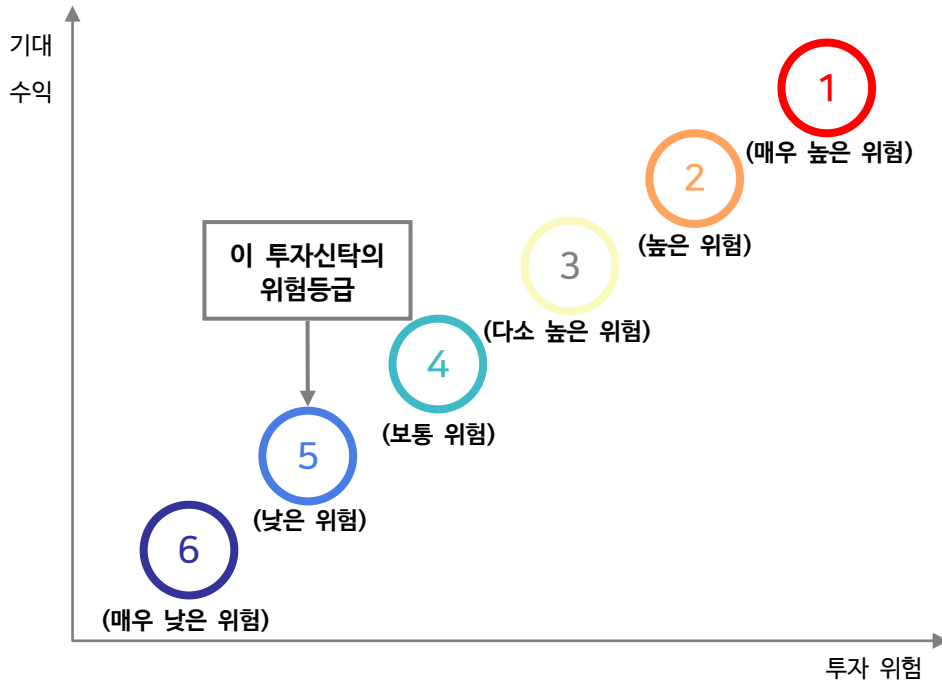 기대
수익
1
(매우 높은 위험)
2
(높은 위험)
이 투자신탁의
위험등급
3
(다소 높은 위험)
4
(보통 위험)
5
(낮은 위험)
6
(매우 낮은 위험)
투자 위험